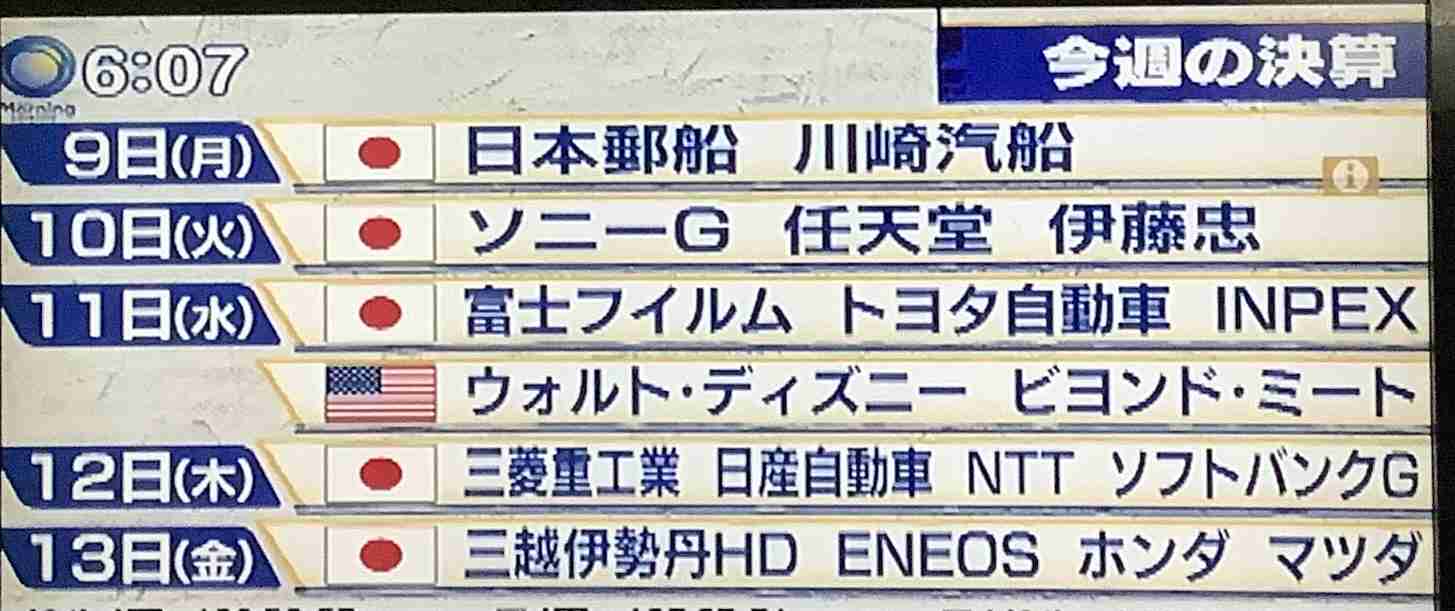 6:07
今週の決算
Morning
9日(月) 日本郵船 川崎汽船
10日(火) ソニーG 任天堂 伊藤忠
11日(水) 富士フイルム トヨタ自動車 INPEX
ウォルト・ディズニー ビヨンド・ミート
12日(木) 三菱重工業 日産自動車 NTT ソフトバンクG
13日(金) 三越伊勢丹HD ENEOS ホンダ マツダ